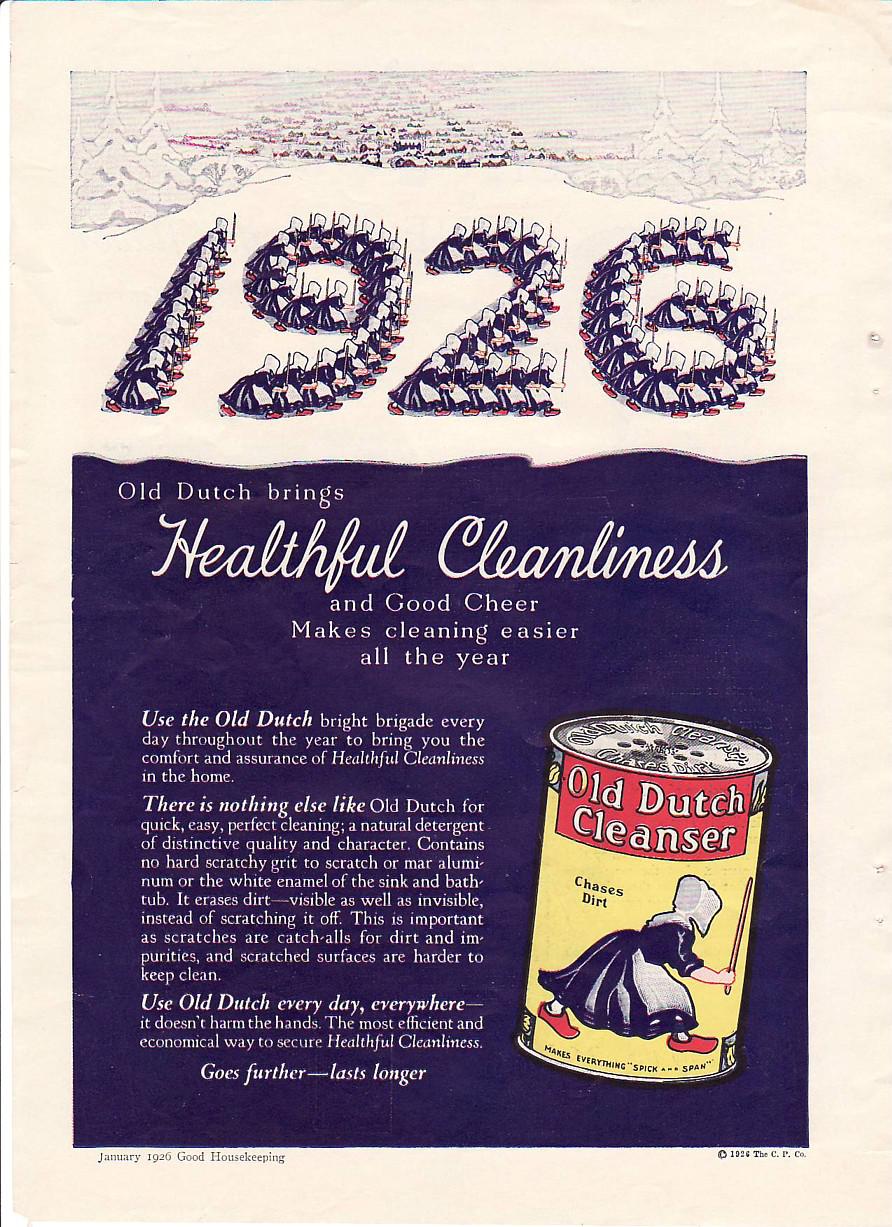 1926
Old Dutch brings
Healthful Cleanliness
and Good Cheer
Makes cleaning easier
all the year
Use the Old Dutch bright brigade every
day throughout the year to bring you the
comfort and assurance of Healthful Cleanliness
in the home.
There is nothing else like Old Dutch for
quick, easy, perfect cleaning; a natural detergent
of distinctive quality and character. Contains
no hard scratchy grit to scratch or mar alumi-
num or the white enamel of the sink and bath-
tub. It erases dirt—visible as well as invisible,
instead of scratching it off. This is important
as scratches are catch-alls for dirt and im-
purities, and scratched surfaces are harder to
keep clean.
Use Old Dutch every day, everywhere—
it doesn't harm the hands. The most efficient and
economical way to secure Healthful Cleanliness.
Goes further—lasts longer
Old Dutch Cleanser
Chases Dirt
Old Dutch
Cleanser
Chases
Dirt
MAKES EVERYTHING "SPICK AND SPAN"
January 1926 Good Housekeeping
© 1926 The C. P. Co.